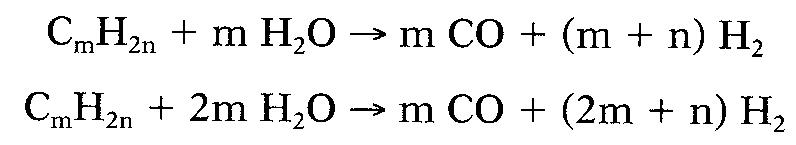 CₘH₂ₙ + m H₂O → m CO + (m + n) H₂
CₘH₂ₙ + 2m H₂O → m CO + (2m + n) H₂